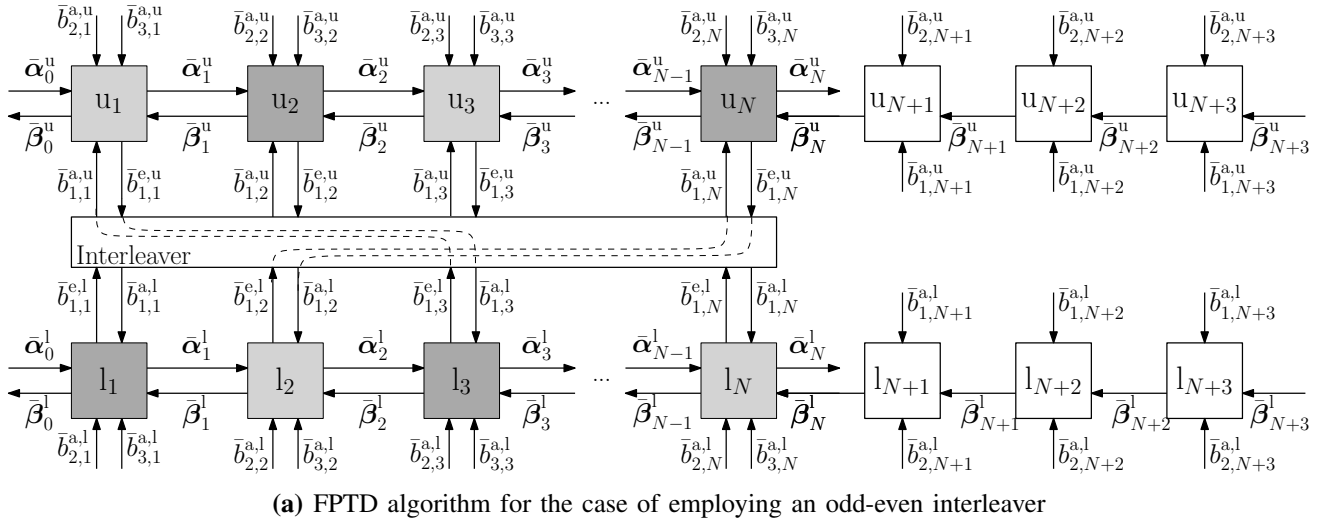 b̄^{a,u}_{2,1} b̄^{a,u}_{3,1} b̄^{a,u}_{2,2} b̄^{a,u}_{3,2} b̄^{a,u}_{2,3} b̄^{a,u}_{3,3} b̄^{a,u}_{2,N} b̄^{a,u}_{3,N} b̄^{a,u}_{2,N+1} b̄^{a,u}_{2,N+2} b̄^{a,u}_{2,N+3}
ᾱ^u_0 ᾱ^u_1 ᾱ^u_2 ᾱ^u_3 ᾱ^u_{N−1} ᾱ^u_N
u_1 u_2 u_3 ... u_N u_{N+1} u_{N+2} u_{N+3}
β̄^u_0 β̄^u_1 β̄^u_2 β̄^u_3 β̄^u_{N−1} β̄^u_N β̄^u_{N+1} β̄^u_{N+2} β̄^u_{N+3}
b̄^{a,u}_{1,1} b̄^{e,u}_{1,1} b̄^{a,u}_{1,2} b̄^{e,u}_{1,2} b̄^{a,u}_{1,3} b̄^{e,u}_{1,3} b̄^{a,u}_{1,N} b̄^{e,u}_{1,N} b̄^{a,u}_{1,N+1} b̄^{a,u}_{1,N+2} b̄^{a,u}_{1,N+3}
Interleaver
b̄^{e,l}_{1,1} b̄^{a,l}_{1,1} b̄^{e,l}_{1,2} b̄^{a,l}_{1,2} b̄^{e,l}_{1,3} b̄^{a,l}_{1,3} b̄^{e,l}_{1,N} b̄^{a,l}_{1,N} b̄^{a,l}_{1,N+1} b̄^{a,l}_{1,N+2} b̄^{a,l}_{1,N+3}
ᾱ^l_0 ᾱ^l_1 ᾱ^l_2 ᾱ^l_3 ᾱ^l_{N−1} ᾱ^l_N
l_1 l_2 l_3 ... l_N l_{N+1} l_{N+2} l_{N+3}
β̄^l_0 β̄^l_1 β̄^l_2 β̄^l_3 β̄^l_{N−1} β̄^l_N β̄^l_{N+1} β̄^l_{N+2} β̄^l_{N+3}
b̄^{a,l}_{2,1} b̄^{a,l}_{3,1} b̄^{a,l}_{2,2} b̄^{a,l}_{3,2} b̄^{a,l}_{2,3} b̄^{a,l}_{3,3} b̄^{a,l}_{2,N} b̄^{a,l}_{3,N} b̄^{a,l}_{2,N+1} b̄^{a,l}_{2,N+2} b̄^{a,l}_{2,N+3}
(a) FPTD algorithm for the case of employing an odd-even interleaver